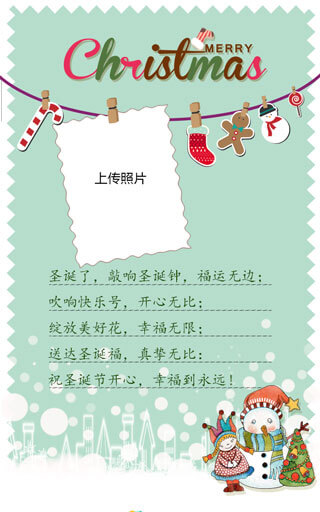 MERRY
Christmas
上传照片
圣诞了，敲响圣诞钟，福运无边；
吹响快乐号，开心无比；
绽放美好花，幸福无限；
送达圣诞福，真挚无比；
祝圣诞节开心，幸福到永远！